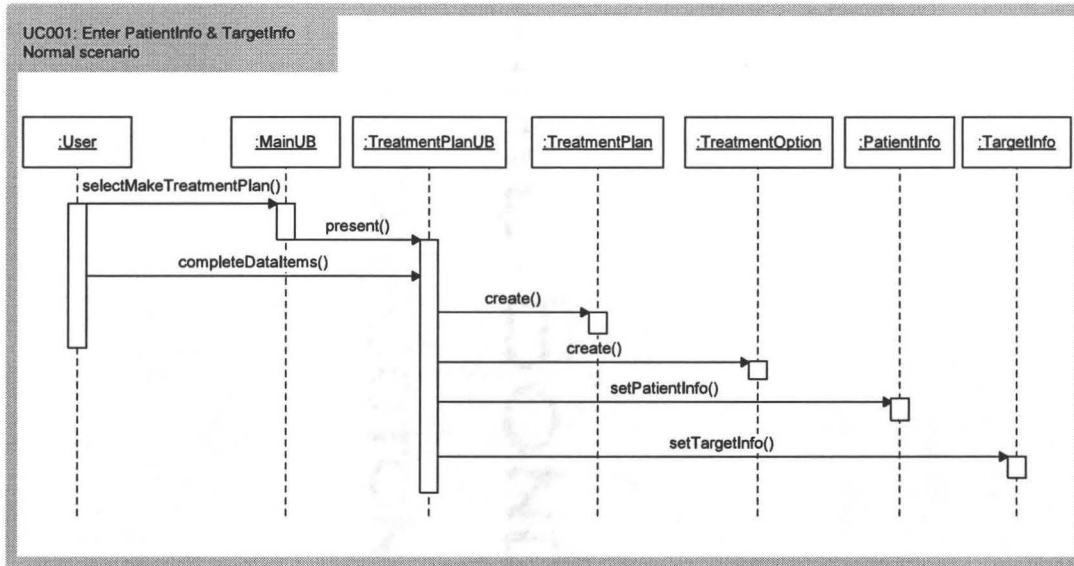 UC001: Enter PatientInfo & TargetInfo
Normal scenario
:User
:MainUB
:TreatmentPlanUB
:TreatmentPlan
:TreatmentOption
:PatientInfo
:TargetInfo
selectMakeTreatmentPlan()
present()
completeDataItems()
create()
create()
setPatientInfo()
setTargetInfo()